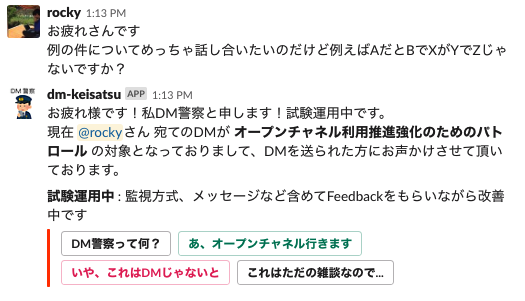 rocky 1:13 PM
お疲れさんです
例の件についてめっちゃ話し合いたいのだけど例えばAだとBでXがYでZじゃ
ないですか？
DM 警察
dm-keisatsu APP 1:13 PM
お疲れ様です！私DM警察と申します！試験運用中です。
現在 @rockyさん 宛てのDMが オープンチャネル利用推進強化のためのパト
ロール の対象となっておりまして、DMを送られた方にお声かけさせて頂い
ております。
試験運用中 : 監視方式、メッセージなど含めてFeedbackをもらいながら改善
中です
DM警察って何？ あ、オープンチャネル行きます
いや、これはDMじゃないと これはただの雑談なので...